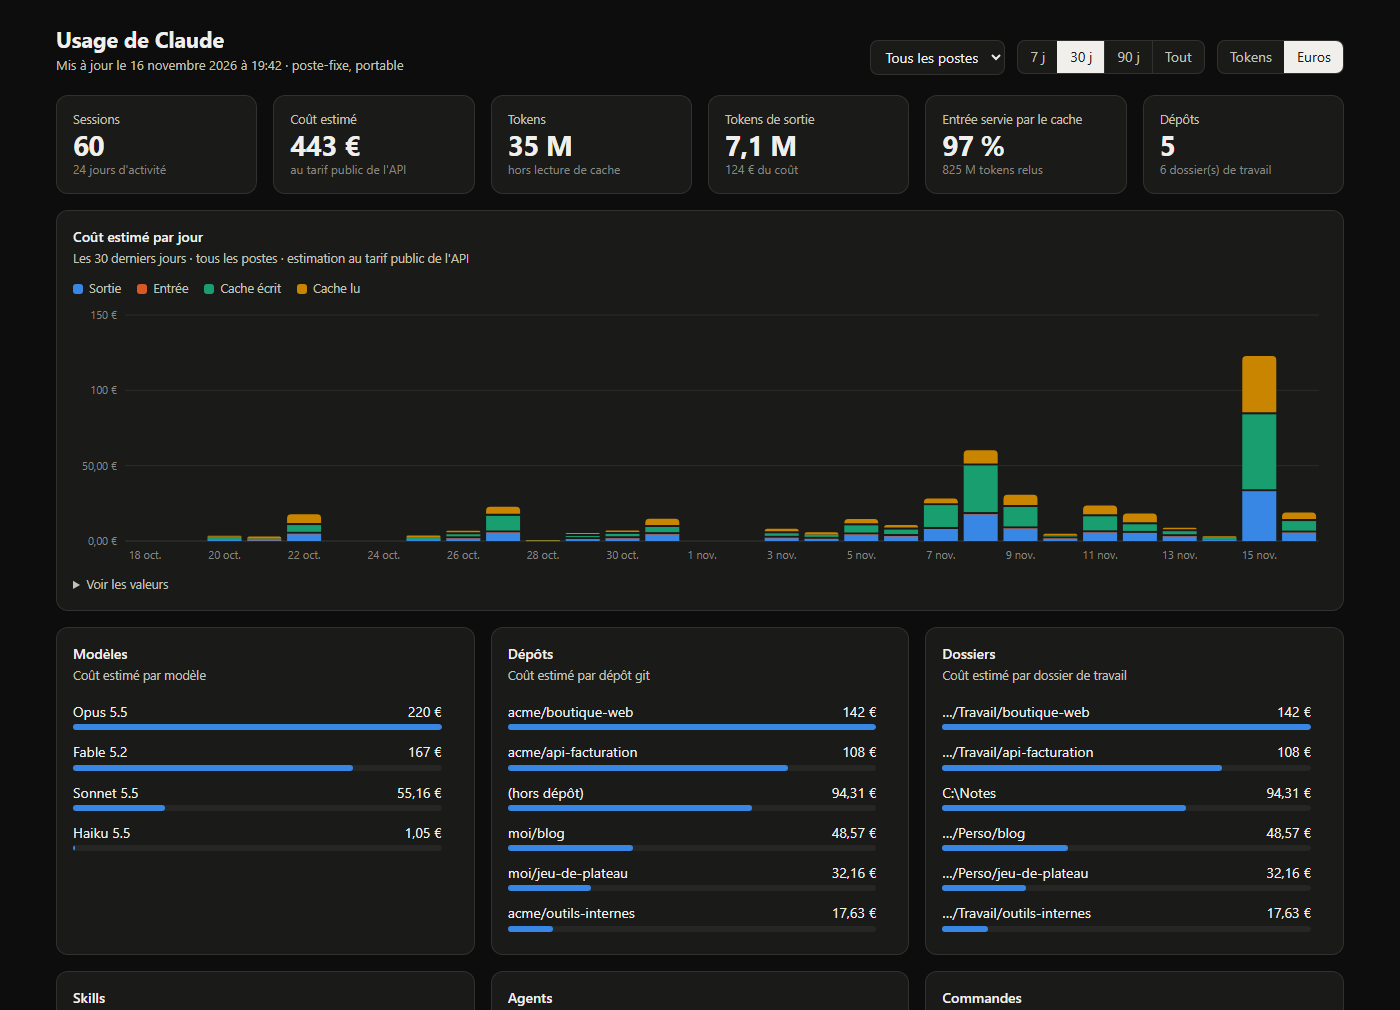 Usage de Claude
Mis à jour le 16 novembre 2026 à 19:42 · poste-fixe, portable
Tous les postes
7 j 30 j 90 j Tout
Tokens Euros
Sessions
60
24 jours d'activité
Coût estimé
443 €
au tarif public de l'API
Tokens
35 M
hors lecture de cache
Tokens de sortie
7,1 M
124 € du coût
Entrée servie par le cache
97 %
825 M tokens relus
Dépôts
5
6 dossier(s) de travail
Coût estimé par jour
Les 30 derniers jours · tous les postes · estimation au tarif public de l'API
Sortie Entrée Cache écrit Cache lu
150 €
100 €
50,00 €
0,00 €
18 oct. 20 oct. 22 oct. 24 oct. 26 oct. 28 oct. 30 oct. 1 nov. 3 nov. 5 nov. 7 nov. 9 nov. 11 nov. 13 nov. 15 nov.
Voir les valeurs
Modèles
Coût estimé par modèle
Opus 5.5 220 €
Fable 5.2 167 €
Sonnet 5.5 55,16 €
Haiku 5.5 1,05 €
Dépôts
Coût estimé par dépôt git
acme/boutique-web 142 €
acme/api-facturation 108 €
(hors dépôt) 94,31 €
moi/blog 48,57 €
moi/jeu-de-plateau 32,16 €
acme/outils-internes 17,63 €
Dossiers
Coût estimé par dossier de travail
.../Travail/boutique-web 142 €
.../Travail/api-facturation 108 €
C:\Notes 94,31 €
.../Perso/blog 48,57 €
.../Perso/jeu-de-plateau 32,16 €
.../Travail/outils-internes 17,63 €
Skills
Agents
Commandes